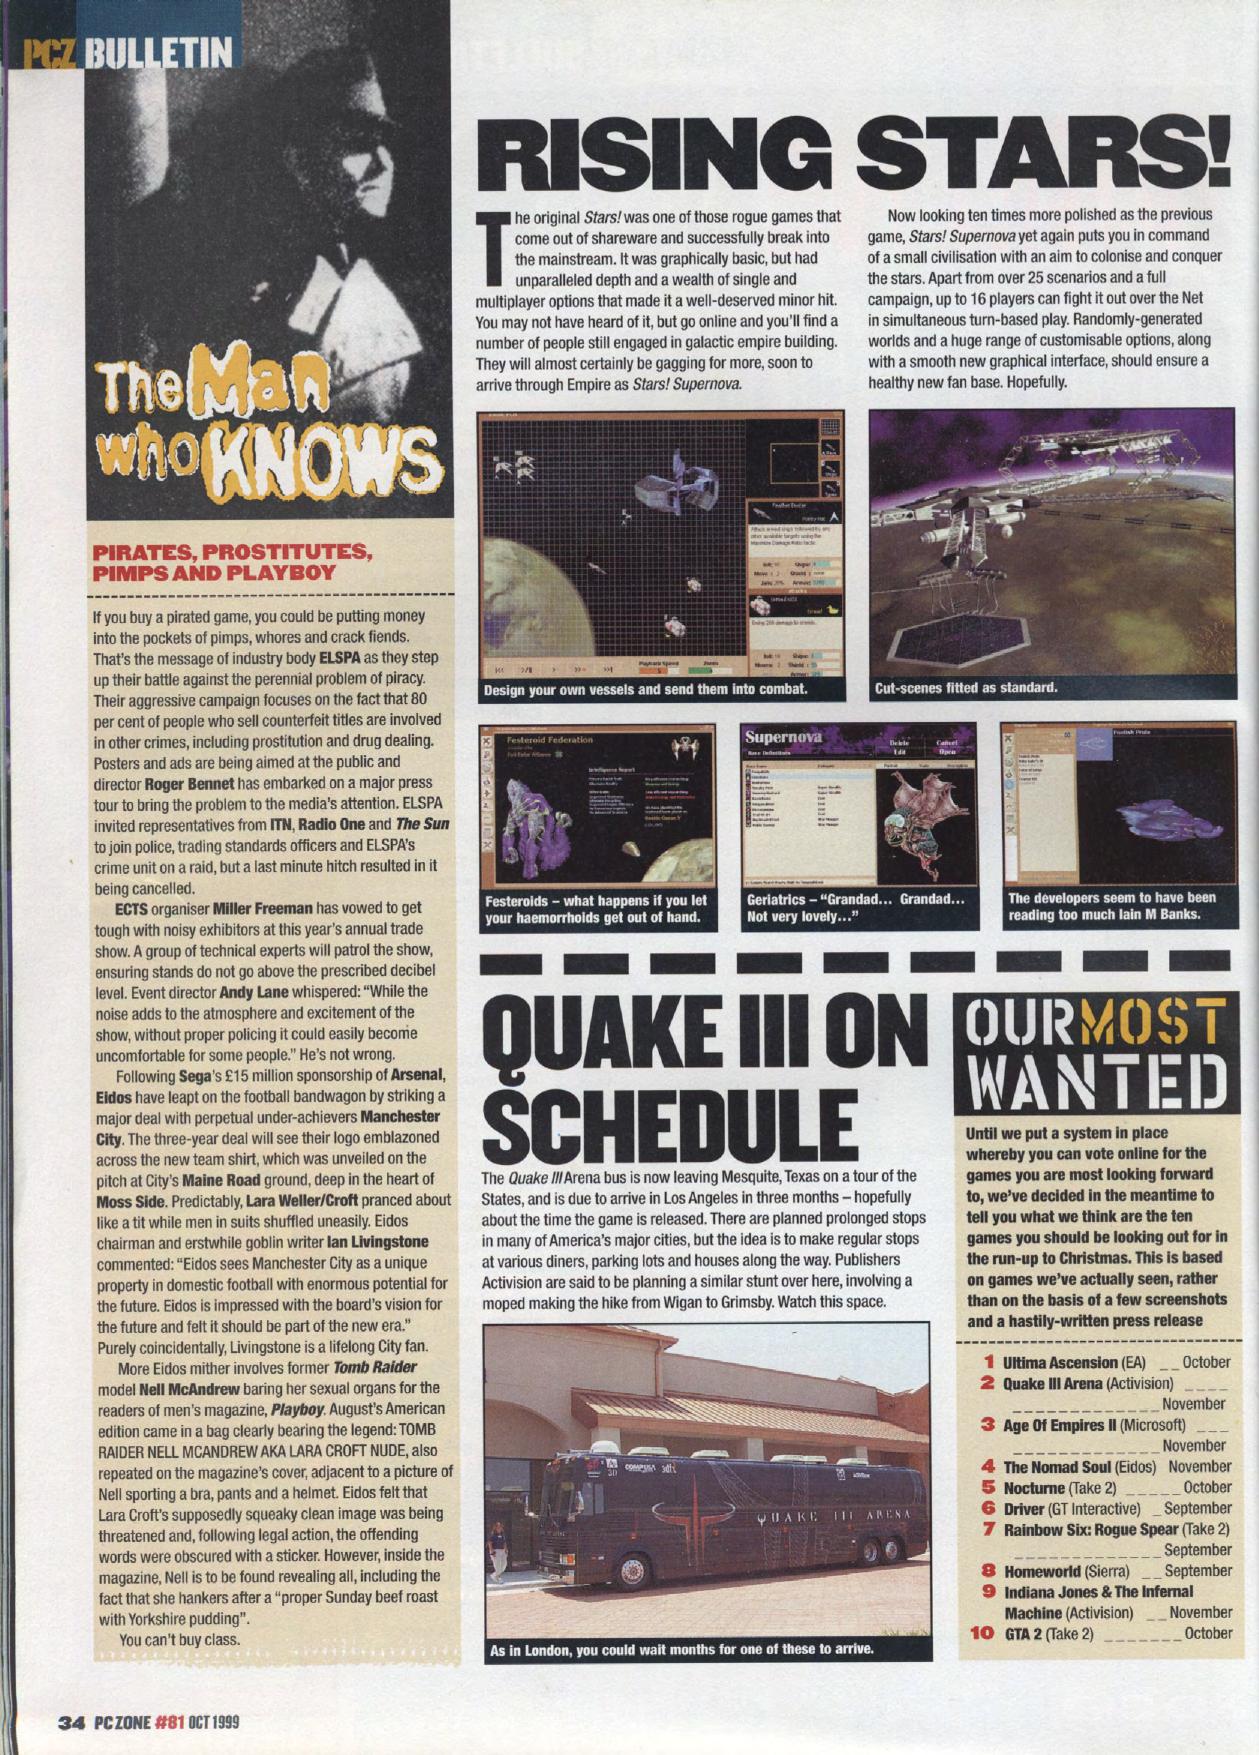 PCZ BULLETIN
The Man
who KNOWS
PIRATES, PROSTITUTES,
PIMPS AND PLAYBOY
If you buy a pirated game, you could be putting money
into the pockets of pimps, whores and crack fiends.
That's the message of industry body ELSPA as they step
up their battle against the perennial problem of piracy.
Their aggressive campaign focuses on the fact that 80
per cent of people who sell counterfeit titles are involved
in other crimes, including prostitution and drug dealing.
Posters and ads are being aimed at the public and
director Roger Bennet has embarked on a major press
tour to bring the problem to the media's attention. ELSPA
invited representatives from ITN, Radio One and The Sun
to join police, trading standards officers and ELSPA's
crime unit on a raid, but a last minute hitch resulted in it
being cancelled.
ECTS organiser Miller Freeman has vowed to get
tough with noisy exhibitors at this year's annual trade
show. A group of technical experts will patrol the show,
ensuring stands do not go above the prescribed decibel
level. Event director Andy Lane whispered: "While the
noise adds to the atmosphere and excitement of the
show, without proper policing it could easily become
uncomfortable for some people." He's not wrong.
Following Sega's £15 million sponsorship of Arsenal,
Eidos have leapt on the football bandwagon by striking a
major deal with perpetual under-achievers Manchester
City. The three-year deal will see their logo emblazoned
across the new team shirt, which was unveiled on the
pitch at City's Maine Road ground, deep in the heart of
Moss Side. Predictably, Lara Weller/Croft pranced about
like a tit while men in suits shuffled uneasily. Eidos
chairman and erstwhile goblin writer Ian Livingstone
commented: "Eidos sees Manchester City as a unique
property in domestic football with enormous potential for
the future. Eidos is impressed with the board's vision for
the future and felt it should be part of the new era."
Purely coincidentally, Livingstone is a lifelong City fan.
More Eidos mither involves former Tomb Raider
model Nell McAndrew baring her sexual organs for the
readers of men's magazine, Playboy. August's American
edition came in a bag clearly bearing the legend: TOMB
RAIDER NELL MCANDREW AKA LARA CROFT NUDE, also
repeated on the magazine's cover, adjacent to a picture of
Nell sporting a bra, pants and a helmet. Eidos felt that
Lara Croft's supposedly squeaky clean image was being
threatened and, following legal action, the offending
words were obscured with a sticker. However, inside the
magazine, Nell is to be found revealing all, including the
fact that she hankers after a "proper Sunday beef roast
with Yorkshire pudding".
You can't buy class.
RISING STARS!
The original Stars! was one of those rogue games that
come out of shareware and successfully break into
the mainstream. It was graphically basic, but had
unparalleled depth and a wealth of single and
multiplayer options that made it a well-deserved minor hit.
You may not have heard of it, but go online and you'll find a
number of people still engaged in galactic empire building.
They will almost certainly be gagging for more, soon to
arrive through Empire as Stars! Supernova.
Now looking ten times more polished as the previous
game, Stars! Supernova yet again puts you in command
of a small civilisation with an aim to colonise and conquer
the stars. Apart from over 25 scenarios and a full
campaign, up to 16 players can fight it out over the Net
in simultaneous turn-based play. Randomly-generated
worlds and a huge range of customisable options, along
with a smooth new graphical interface, should ensure a
healthy new fan base. Hopefully.
Playback Speed
Zoom
Design your own vessels and send them into combat.
Cut-scenes fitted as standard.
Festeroid Federation
Intelligence Report
Festeroids – what happens if you let
your haemorrhoids get out of hand.
Supernova
Race Definitions
Delete
Cancel
Edit
Open
Geriatrics – "Grandad... Grandad...
Not very lovely..."
The developers seem to have been
reading too much Iain M Banks.
QUAKE III ON
SCHEDULE
The Quake III Arena bus is now leaving Mesquite, Texas on a tour of the
States, and is due to arrive in Los Angeles in three months – hopefully
about the time the game is released. There are planned prolonged stops
in many of America's major cities, but the idea is to make regular stops
at various diners, parking lots and houses along the way. Publishers
Activision are said to be planning a similar stunt over here, involving a
moped making the hike from Wigan to Grimsby. Watch this space.
COMPUSA 3dfx
QUAKE III ARENA
As in London, you could wait months for one of these to arrive.
OUR MOST
WANTED
Until we put a system in place
whereby you can vote online for the
games you are most looking forward
to, we've decided in the meantime to
tell you what we think are the ten
games you should be looking out for in
the run-up to Christmas. This is based
on games we've actually seen, rather
than on the basis of a few screenshots
and a hastily-written press release
1 Ultima Ascension (EA) _ _ October
2 Quake III Arena (Activision) _ _ _ _
_ _ _ _ _ _ _ _ _ _ _ _ _ November
3 Age Of Empires II (Microsoft) _ _ _
_ _ _ _ _ _ _ _ _ _ _ _ _ November
4 The Nomad Soul (Eidos) November
5 Nocturne (Take 2) _ _ _ _ _ October
6 Driver (GT Interactive) _ September
7 Rainbow Six: Rogue Spear (Take 2)
_ _ _ _ _ _ _ _ _ _ _ _ _ September
8 Homeworld (Sierra) _ _ September
9 Indiana Jones & The Infernal
Machine (Activision) _ _ November
10 GTA 2 (Take 2) _ _ _ _ _ _ _ October
34 PC ZONE #81 OCT 1999